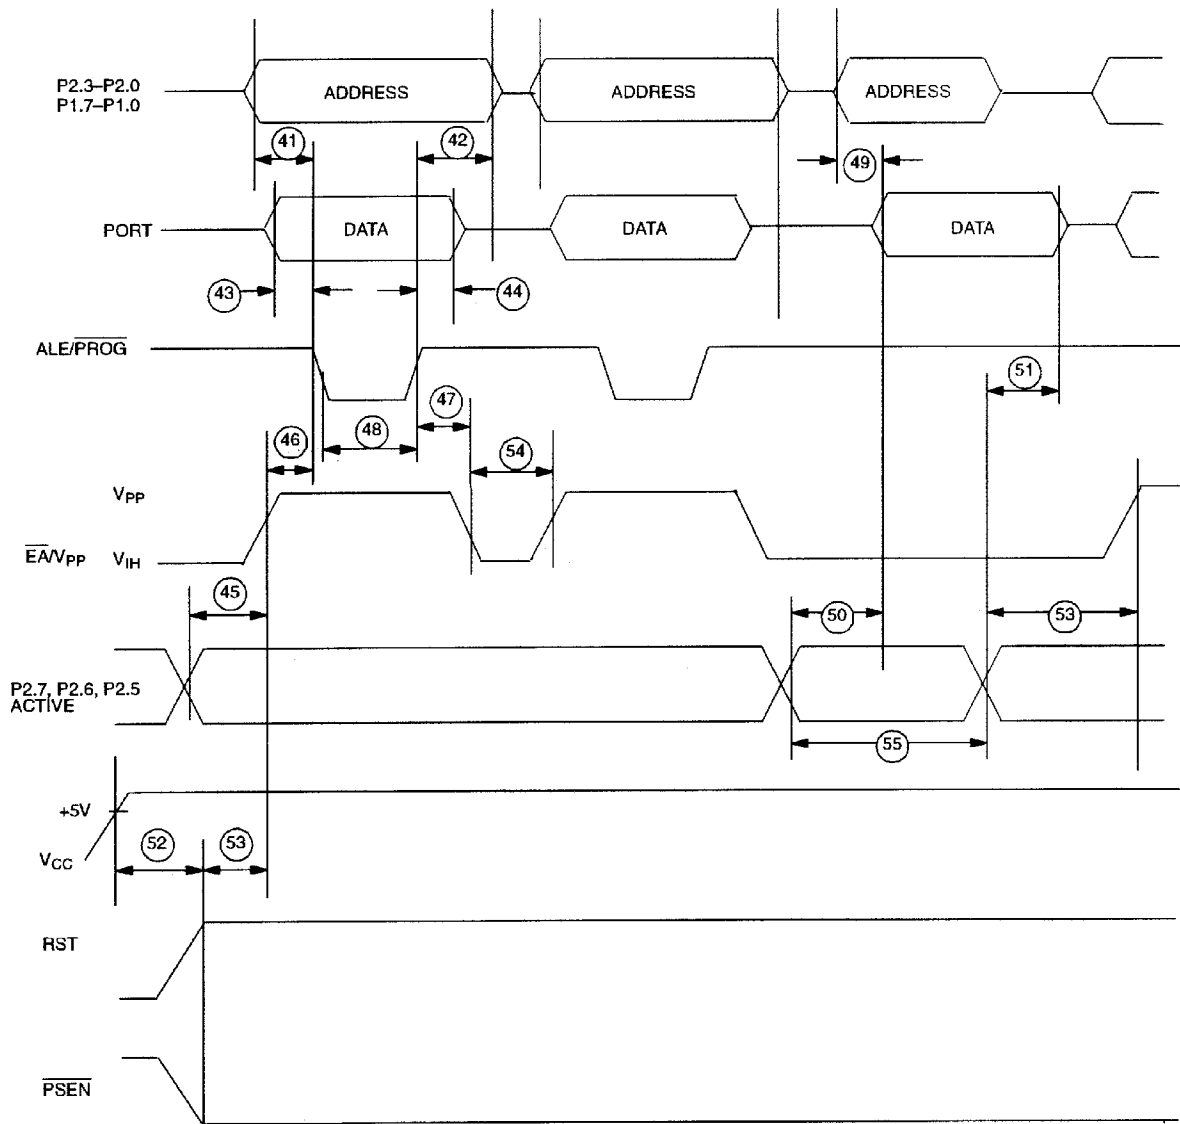 P2.3–P2.0
P1.7–P1.0
ADDRESS
ADDRESS
ADDRESS
41
42
49
PORT
DATA
DATA
DATA
43
44
ALE/PROG
51
47
46
48
54
VPP
EA/VPP
VIH
45
50
53
P2.7, P2.6, P2.5
ACTIVE
55
+5V
52
53
VCC
RST
PSEN